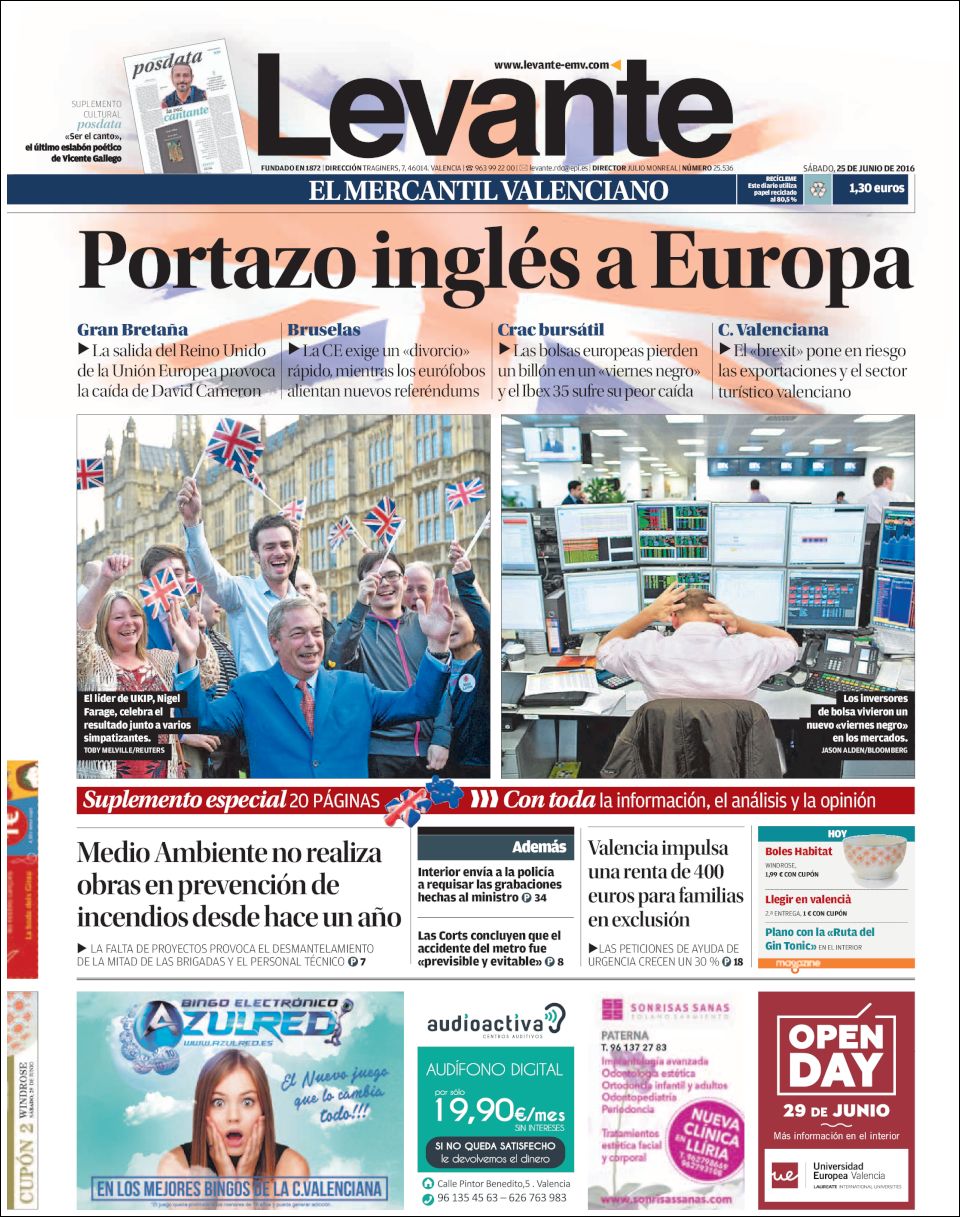 posdata
la voz
cantante
SUPLEMENTO
CULTURAL
posdata
«Ser el canto»,
el último eslabón poético
de Vicente Gallego
www.levante-emv.com
Levante
FUNDADO EN 1872 | DIRECCIÓN TRAGINERS, 7, 46014. VALENCIA | ☎ 963 99 22 00 | ✉ levante.rdc@epi.es | DIRECTOR JULIO MONREAL | NÚMERO 25.536
SÁBADO, 25 DE JUNIO DE 2016
EL MERCANTIL VALENCIANO
RECÍCLEME
Este diario utiliza
papel reciclado
al 80,5 %
1,30 euros
Portazo inglés a Europa
Gran Bretaña
▶ La salida del Reino Unido
de la Unión Europea provoca
la caída de David Cameron
Bruselas
▶ La CE exige un «divorcio»
rápido, mientras los eurófobos
alientan nuevos referéndums
Crac bursátil
▶ Las bolsas europeas pierden
un billón en un «viernes negro»
y el Ibex 35 sufre su peor caída
C. Valenciana
▶ El «brexit» pone en riesgo
las exportaciones y el sector
turístico valenciano
El líder de UKIP, Nigel
Farage, celebra el
resultado junto a varios
simpatizantes.
TOBY MELVILLE/REUTERS
Los inversores
de bolsa vivieron un
nuevo «viernes negro»
en los mercados.
JASON ALDEN/BLOOMBERG
Suplemento especial 20 PÁGINAS
Con toda la información, el análisis y la opinión
Medio Ambiente no realiza
obras en prevención de
incendios desde hace un año
▶ LA FALTA DE PROYECTOS PROVOCA EL DESMANTELAMIENTO
DE LA MITAD DE LAS BRIGADAS Y EL PERSONAL TÉCNICO P 7
Además
Interior envía a la policía
a requisar las grabaciones
hechas al ministro P 34
Las Corts concluyen que el
accidente del metro fue
«previsible y evitable» P 8
Valencia impulsa
una renta de 400
euros para familias
en exclusión
▶ LAS PETICIONES DE AYUDA DE
URGENCIA CRECEN UN 30 % P 18
HOY
Boles Habitat
WINDROSE,
1,99 € CON CUPÓN
Llegir en valencià
2.ª ENTREGA, 1 € CON CUPÓN
Plano con la «Ruta del
Gin Tonic» EN EL INTERIOR
magazine
CUPÓN 2 WINDROSE
SÁBADO, 25 DE JUNIO
BINGO ELECTRÓNICO
AZULRED
WWW.AZULRED.ES
El Nuevo juego
que lo cambia
todo!!!
EN LOS MEJORES BINGOS DE LA C.VALENCIANA
audioactiva
CENTROS AUDITIVOS
AUDÍFONO DIGITAL
por sólo
19,90€/mes
SIN INTERESES
SI NO QUEDA SATISFECHO
le devolvemos el dinero
Calle Pintor Benedito,5 . Valencia
96 131 45 63 – 626 763 983
SONRISAS SANAS
SOLANO SARMIENTO
PATERNA
T. 96 137 27 83
Implantología avanzada
Odontología estética
Ortodoncia infantil y adultos
Odontopediatría
Periodoncia
Tratamientos
estética facial
y corporal
NUEVA
CLÍNICA
EN
LLÍRIA
T. 962798669
962793158
www.sonrisassanas.com
OPEN
DAY
29 DE JUNIO
Más información en el interior
ue
Universidad
Europea Valencia
LAUREATE INTERNATIONAL UNIVERSITIES